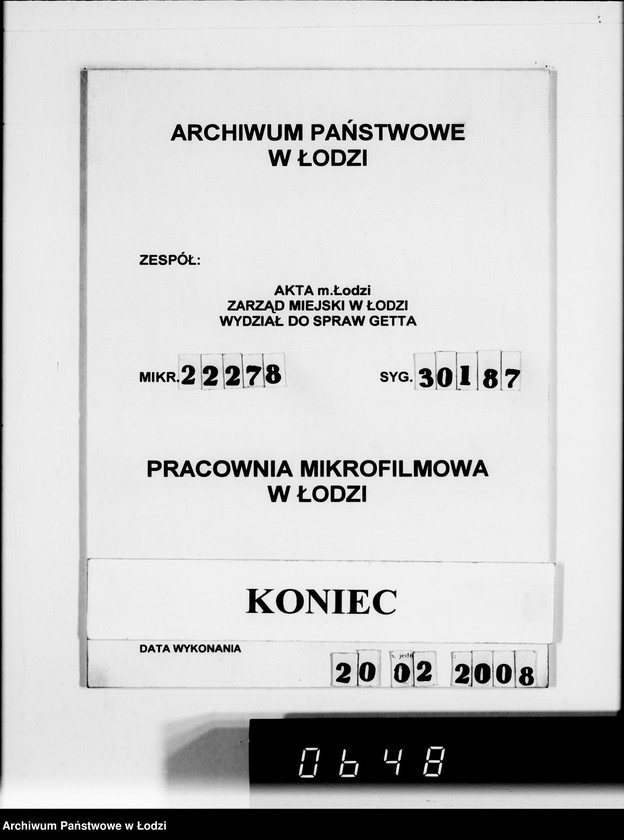 ARCHIWUM PAŃSTWOWE
W ŁODZI
ZESPÓŁ:
AKTA m.Łodzi
ZARZĄD MIEJSKI W ŁODZI
WYDZIAŁ DO SPRAW GETTA
MIKR. 22278 SYG. 30187
PRACOWNIA MIKROFILMOWA
W ŁODZI
KONIEC
DATA WYKONANIA
20 02 2008
0648
Archiwum Państwowe w Łodzi